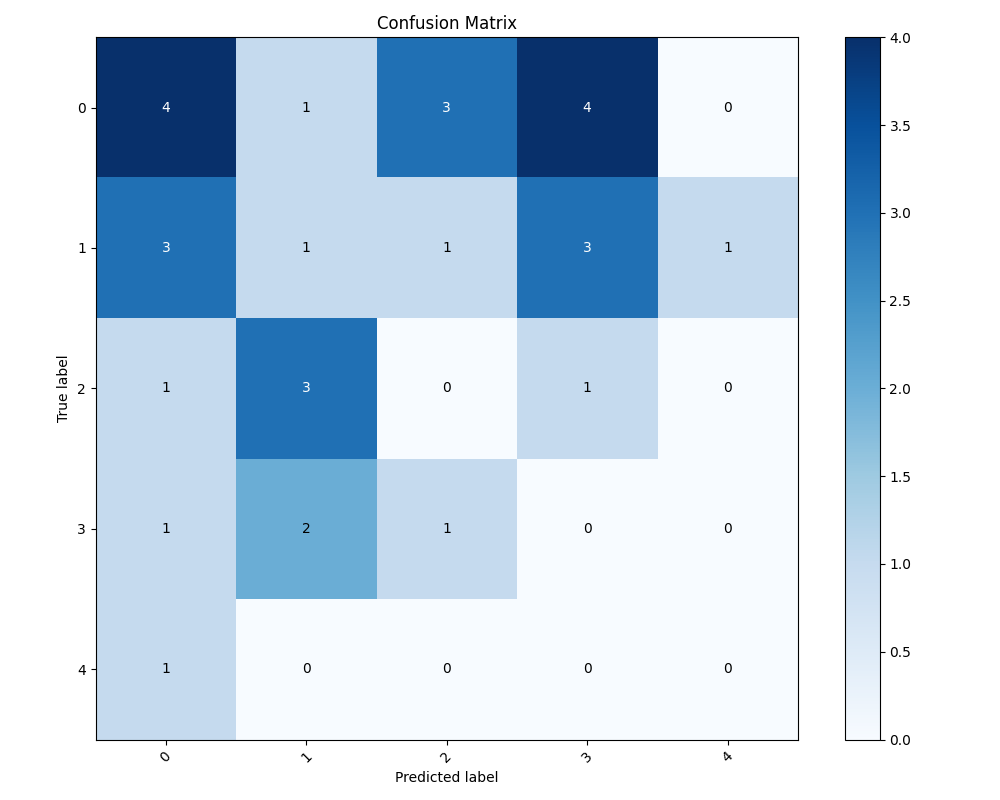 Confusion Matrix
0 4 1 3 4 0
1 3 1 1 3 1
2 1 3 0 1 0
3 1 2 1 0 0
4 1 0 0 0 0
0 1 2 3 4
True label
Predicted label
4.0
3.5
3.0
2.5
2.0
1.5
1.0
0.5
0.0